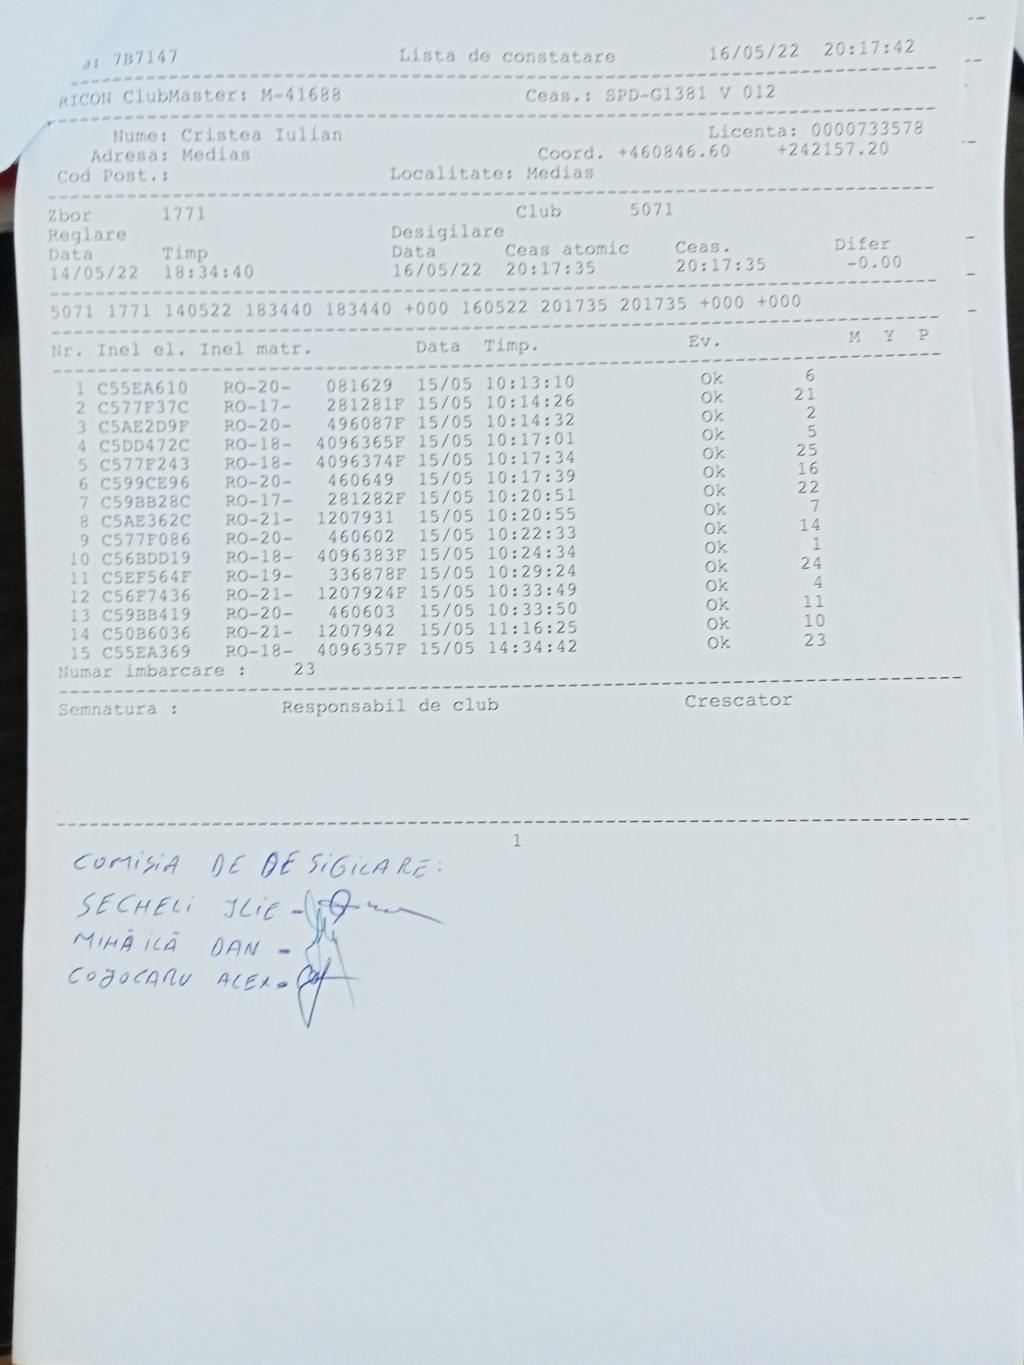 : 7B7147 Lista de constatare 16/05/22 20:17:42
RICON ClubMaster: M-41688 Ceas.: SPD-G1381 V 012
Nume: Cristea Iulian Licenta: 0000733578
Adresa: Medias Coord. +460846.60 +242157.20
Cod Post.: Localitate: Medias
Zbor 1771 Club 5071
Reglare Desigilare
Data Timp Data Ceas atomic Ceas. Difer
14/05/22 18:34:40 16/05/22 20:17:35 20:17:35 -0.00
5071 1771 140522 183440 183440 +000 160522 201735 201735 +000 +000
Nr. Inel el. Inel matr. Data Timp. Ev. M Y P
1 C55EA610 RO-20- 081629 15/05 10:13:10 Ok 6
2 C577F37C RO-17- 281281F 15/05 10:14:26 Ok 21
3 C5AE2D9F RO-20- 496087F 15/05 10:14:32 Ok 2
4 C5DD472C RO-18- 4096365F 15/05 10:17:01 Ok 5
5 C577F243 RO-18- 4096374F 15/05 10:17:34 Ok 25
6 C599CE96 RO-20- 460649 15/05 10:17:39 Ok 16
7 C59BB28C RO-17- 281282F 15/05 10:20:51 Ok 22
8 C5AE362C RO-21- 1207931 15/05 10:20:55 Ok 7
9 C577F086 RO-20- 460602 15/05 10:22:33 Ok 14
10 C56BDD19 RO-18- 4096383F 15/05 10:24:34 Ok 1
11 C5EF564F RO-19- 336878F 15/05 10:29:24 Ok 24
12 C56F7436 RO-21- 1207924F 15/05 10:33:49 Ok 4
13 C59BB419 RO-20- 460603 15/05 10:33:50 Ok 11
14 C50B6036 RO-21- 1207942 15/05 11:16:25 Ok 10
15 C55EA369 RO-18- 4096357F 15/05 14:34:42 Ok 23
Numar imbarcare : 23
Semnatura : Responsabil de club Crescator
1
COMISIA DE DESIGILARE:
SECHELI ILIE -
MIHĂILĂ DAN -
COJOCARU ALEX -